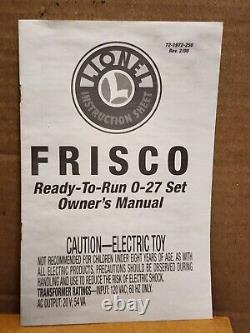 72-1973-250
Rev. 2/98
LIONEL
INSTRUCTION SHEET
FRISCO
Ready-To-Run O-27 Set
Owner's Manual
CAUTION—ELECTRIC TOY
NOT RECOMMENDED FOR CHILDREN UNDER EIGHT YEARS OF AGE. AS WITH
ALL ELECTRIC PRODUCTS, PRECAUTIONS SHOULD BE OBSERVED DURING
HANDLING AND USE TO REDUCE THE RISK OF ELECTRIC SHOCK.
TRANSFORMER RATINGS—INPUT: 120 VAC; 60 HZ ONLY.
AC OUTPUT: 20 V, 54 VA
thumbimg.com